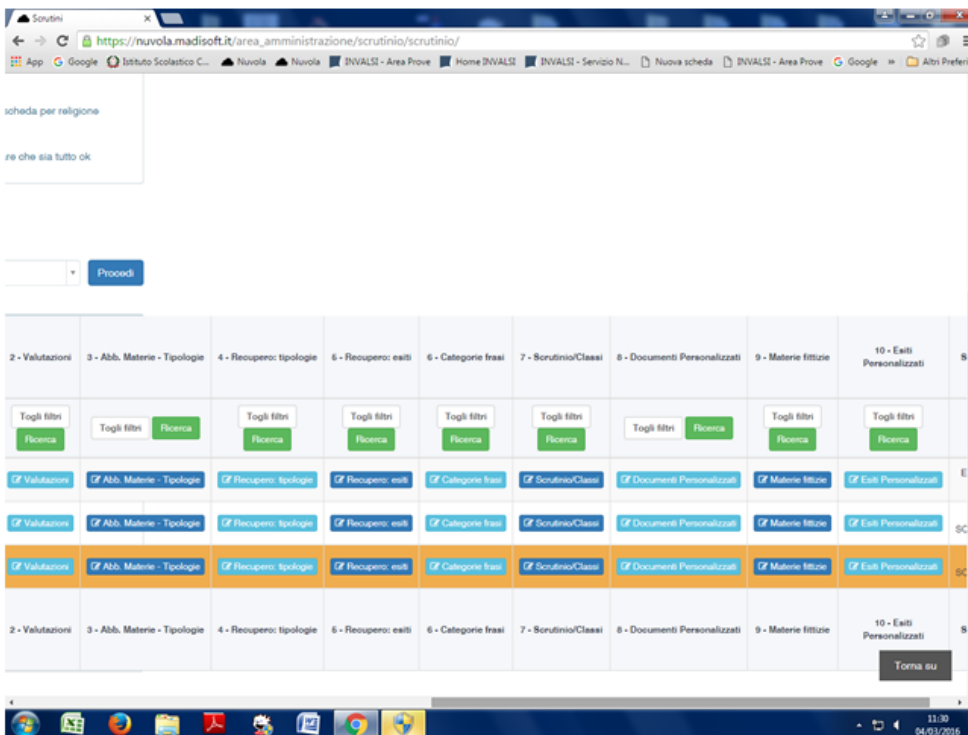 Scrutini
https://nuvola.madisoft.it/area_amministrazione/scrutinio/scrutinio/
App Google Istituto Scolastico C... Nuvola Nuvola INVALSI - Area Prove Home INVALSI INVALSI - Servizio N... Nuova scheda INVALSI - Area Prove Google » Altri Preferi
scheda per religione
re che sia tutto ok
Procedi
2 - Valutazioni 3 - Abb. Materie - Tipologie 4 - Recupero: tipologie 5 - Recupero: esiti 6 - Categorie frasi 7 - Scrutinio/Classi 8 - Documenti Personalizzati 9 - Materie fittizie 10 - Esiti Personalizzati S
Togli filtri Togli filtri Ricerca Togli filtri Togli filtri Togli filtri Togli filtri Togli filtri Ricerca Togli filtri Togli filtri
Ricerca Ricerca Ricerca Ricerca Ricerca Ricerca Ricerca
Valutazioni Abb. Materie - Tipologie Recupero: tipologie Recupero: esiti Categorie frasi Scrutinio/Classi Documenti Personalizzati Materie fittizie Esiti Personalizzati E
Valutazioni Abb. Materie - Tipologie Recupero: tipologie Recupero: esiti Categorie frasi Scrutinio/Classi Documenti Personalizzati Materie fittizie Esiti Personalizzati SC
Valutazioni Abb. Materie - Tipologie Recupero: tipologie Recupero: esiti Categorie frasi Scrutinio/Classi Documenti Personalizzati Materie fittizie Esiti Personalizzati SC
2 - Valutazioni 3 - Abb. Materie - Tipologie 4 - Recupero: tipologie 5 - Recupero: esiti 6 - Categorie frasi 7 - Scrutinio/Classi 8 - Documenti Personalizzati 9 - Materie fittizie 10 - Esiti Personalizzati S
Torna su
11:30
04/03/2016